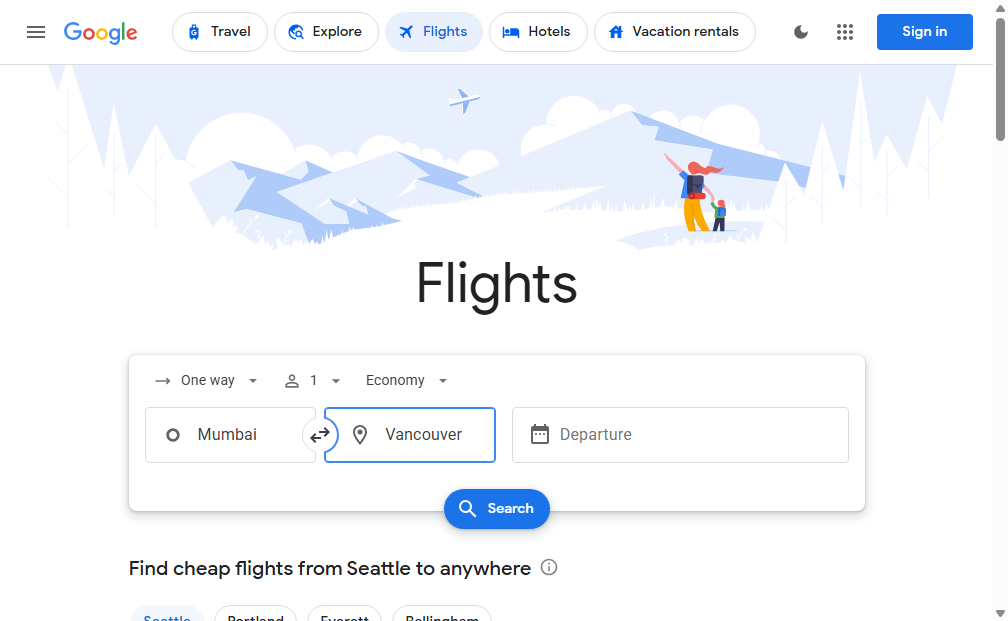 Google
Travel
Explore
Flights
Hotels
Vacation rentals
Sign in
Flights
One way
1
Economy
Mumbai
Vancouver
Departure
Search
Find cheap flights from Seattle to anywhere
Seattle
Portland
Everett
Bellingham